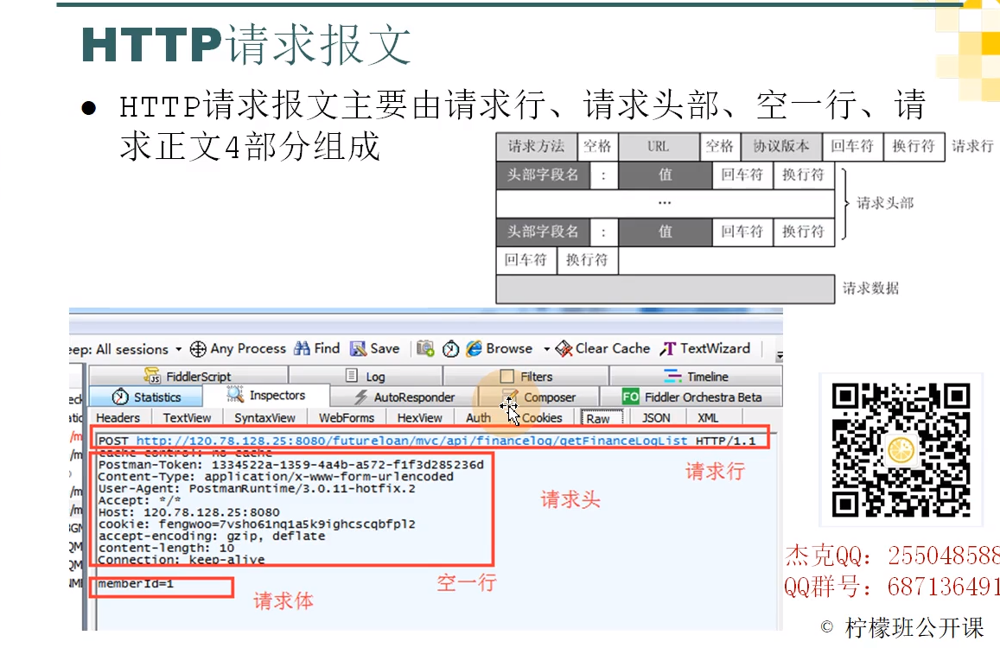 HTTP请求报文
● HTTP请求报文主要由请求行、请求头部、空一行、请
求正文4部分组成
请求方法 空格 URL 空格 协议版本 回车符 换行符 请求行
头部字段名 : 值 回车符 换行符
… 请求头部
头部字段名 : 值 回车符 换行符
回车符 换行符
请求数据
eep: All sessions Any Process Find Save Browse Clear Cache TextWizard
FiddlerScript Log Filters Timeline
Statistics Inspectors AutoResponder Composer Fiddler Orchestra Beta
Headers TextView SyntaxView WebForms HexView Auth Cookies Raw JSON XML
POST http://120.78.128.25:8080/futureloan/mvc/api/financelog/getFinanceLogList HTTP/1.1
cache-control: no-cache
请求行
Postman-Token: 1334522a-1359-4a4b-a572-f1f3d285236d
Content-Type: application/x-www-form-urlencoded
User-Agent: PostmanRuntime/3.0.11-hotfix.2
Accept: */*
请求头
Host: 120.78.128.25:8080
cookie: fengwoo=7vsho61nq1a5k9ighcscqbfpl2
accept-encoding: gzip, deflate
content-length: 10
Connection: keep-alive
空一行
memberId=1
请求体
杰克QQ：255048588
QQ群号：687136491
© 柠檬班公开课